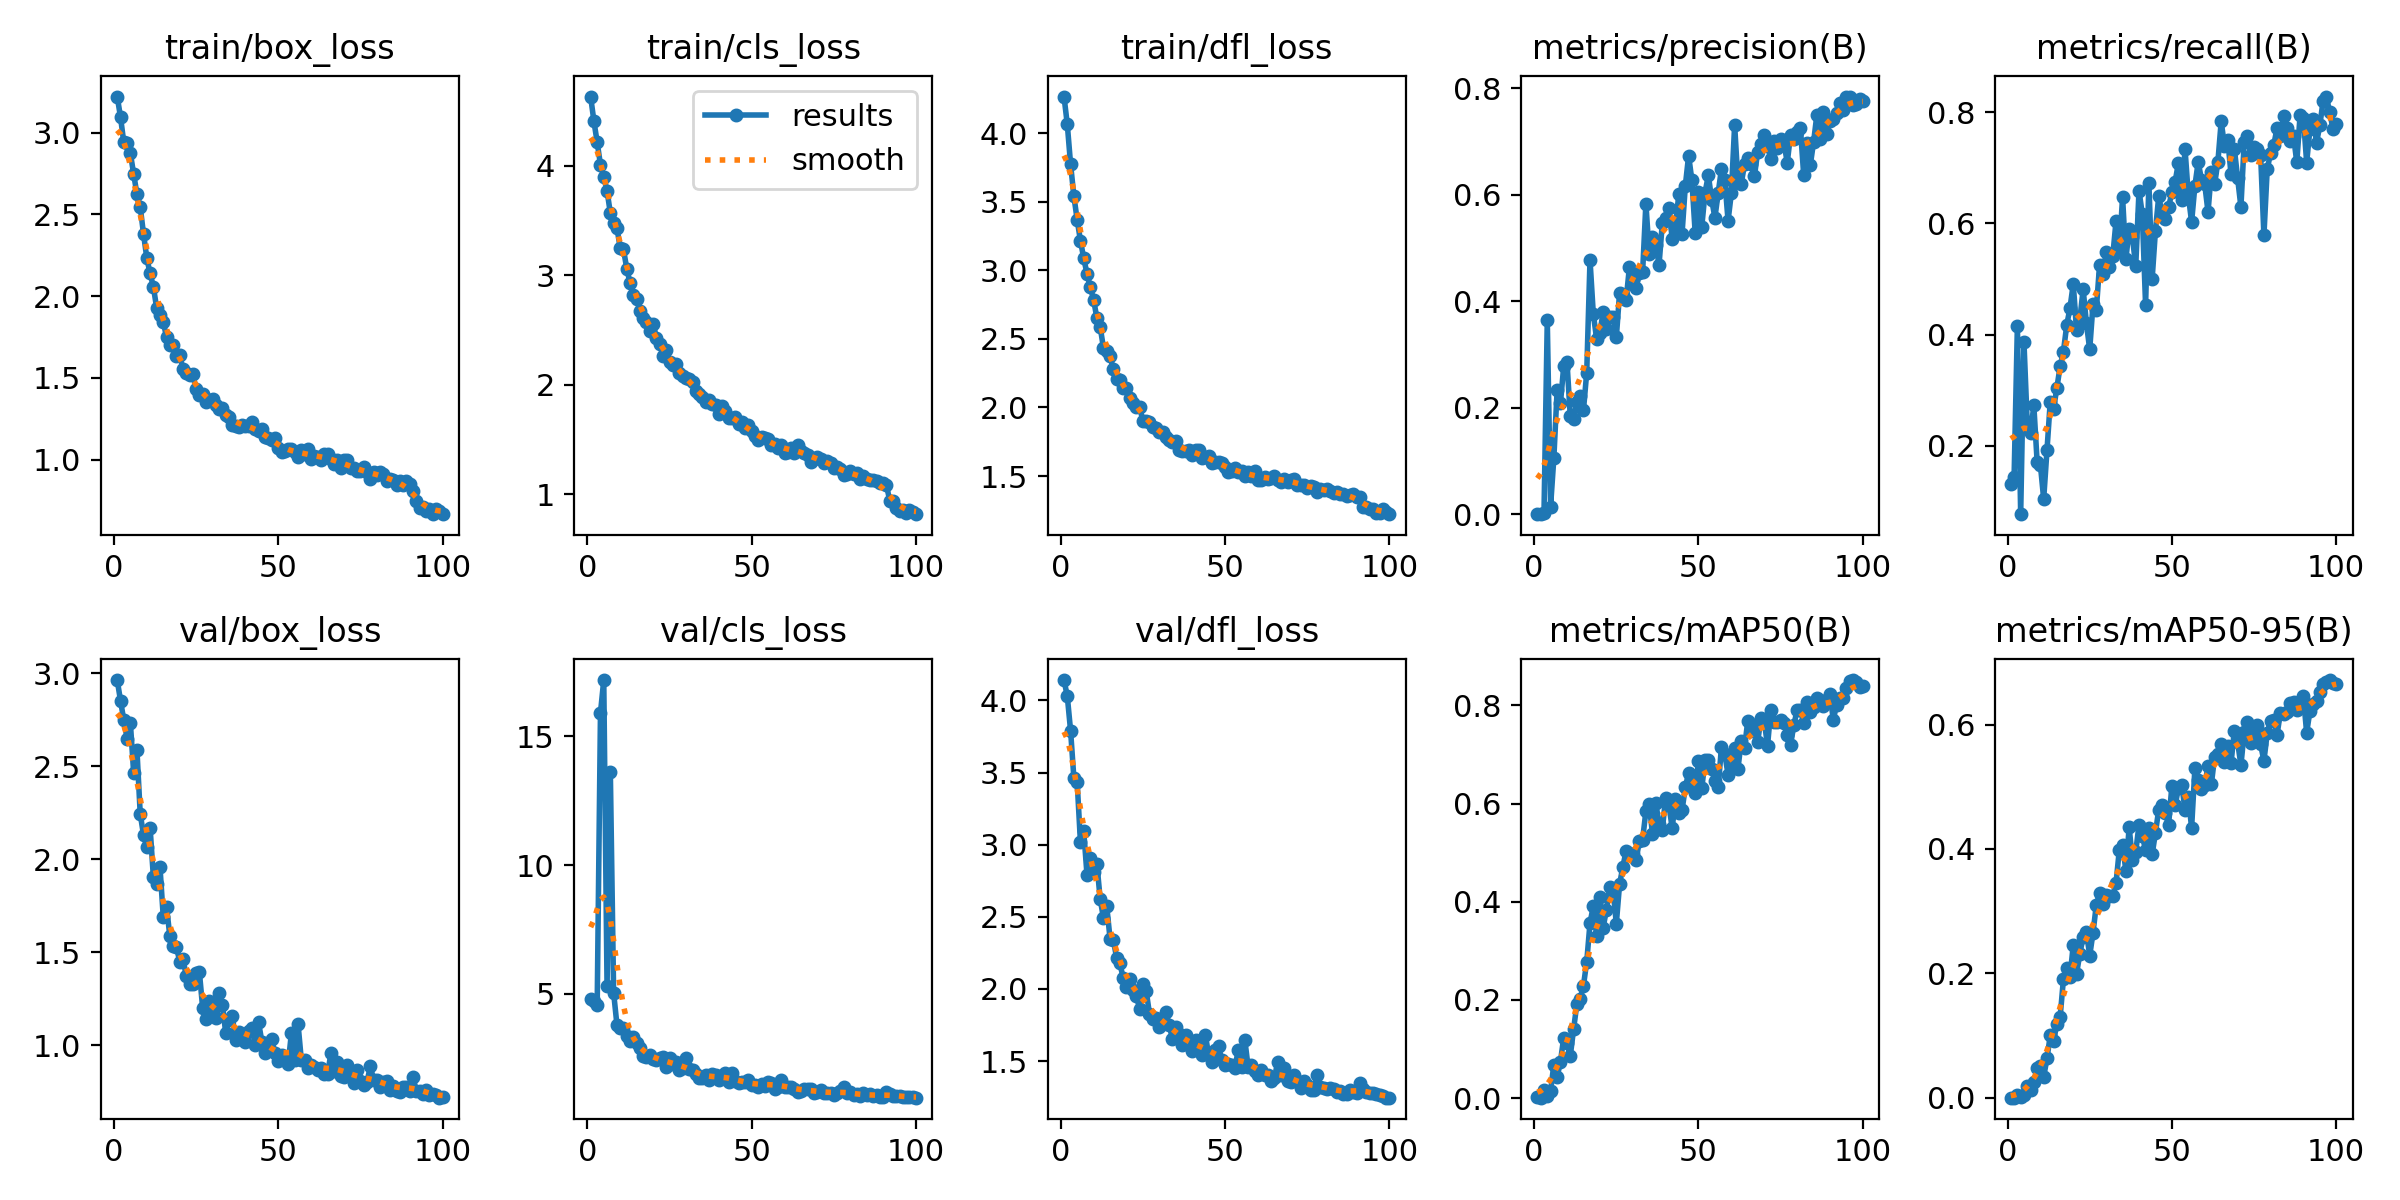 train/box_loss
3.0
2.5
2.0
1.5
1.0
0 50 100
train/cls_loss
results
smooth
4
3
2
1
0 50 100
train/dfl_loss
4.0
3.5
3.0
2.5
2.0
1.5
0 50 100
metrics/precision(B)
0.8
0.6
0.4
0.2
0.0
0 50 100
metrics/recall(B)
0.8
0.6
0.4
0.2
0 50 100
val/box_loss
3.0
2.5
2.0
1.5
1.0
0 50 100
val/cls_loss
15
10
5
0 50 100
val/dfl_loss
4.0
3.5
3.0
2.5
2.0
1.5
0 50 100
metrics/mAP50(B)
0.8
0.6
0.4
0.2
0.0
0 50 100
metrics/mAP50-95(B)
0.6
0.4
0.2
0.0
0 50 100